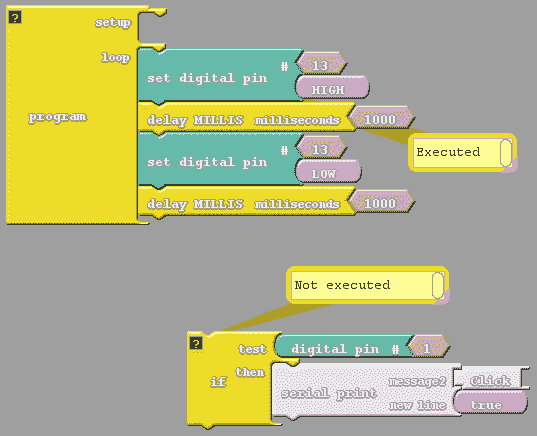 ?
setup
loop
program
set digital pin # 13
HIGH
delay MILLIS milliseconds 1000
Executed
set digital pin # 13
LOW
delay MILLIS milliseconds 1000
Not executed
?
test digital pin # 1
if
then
serial print message2 Click
new line true